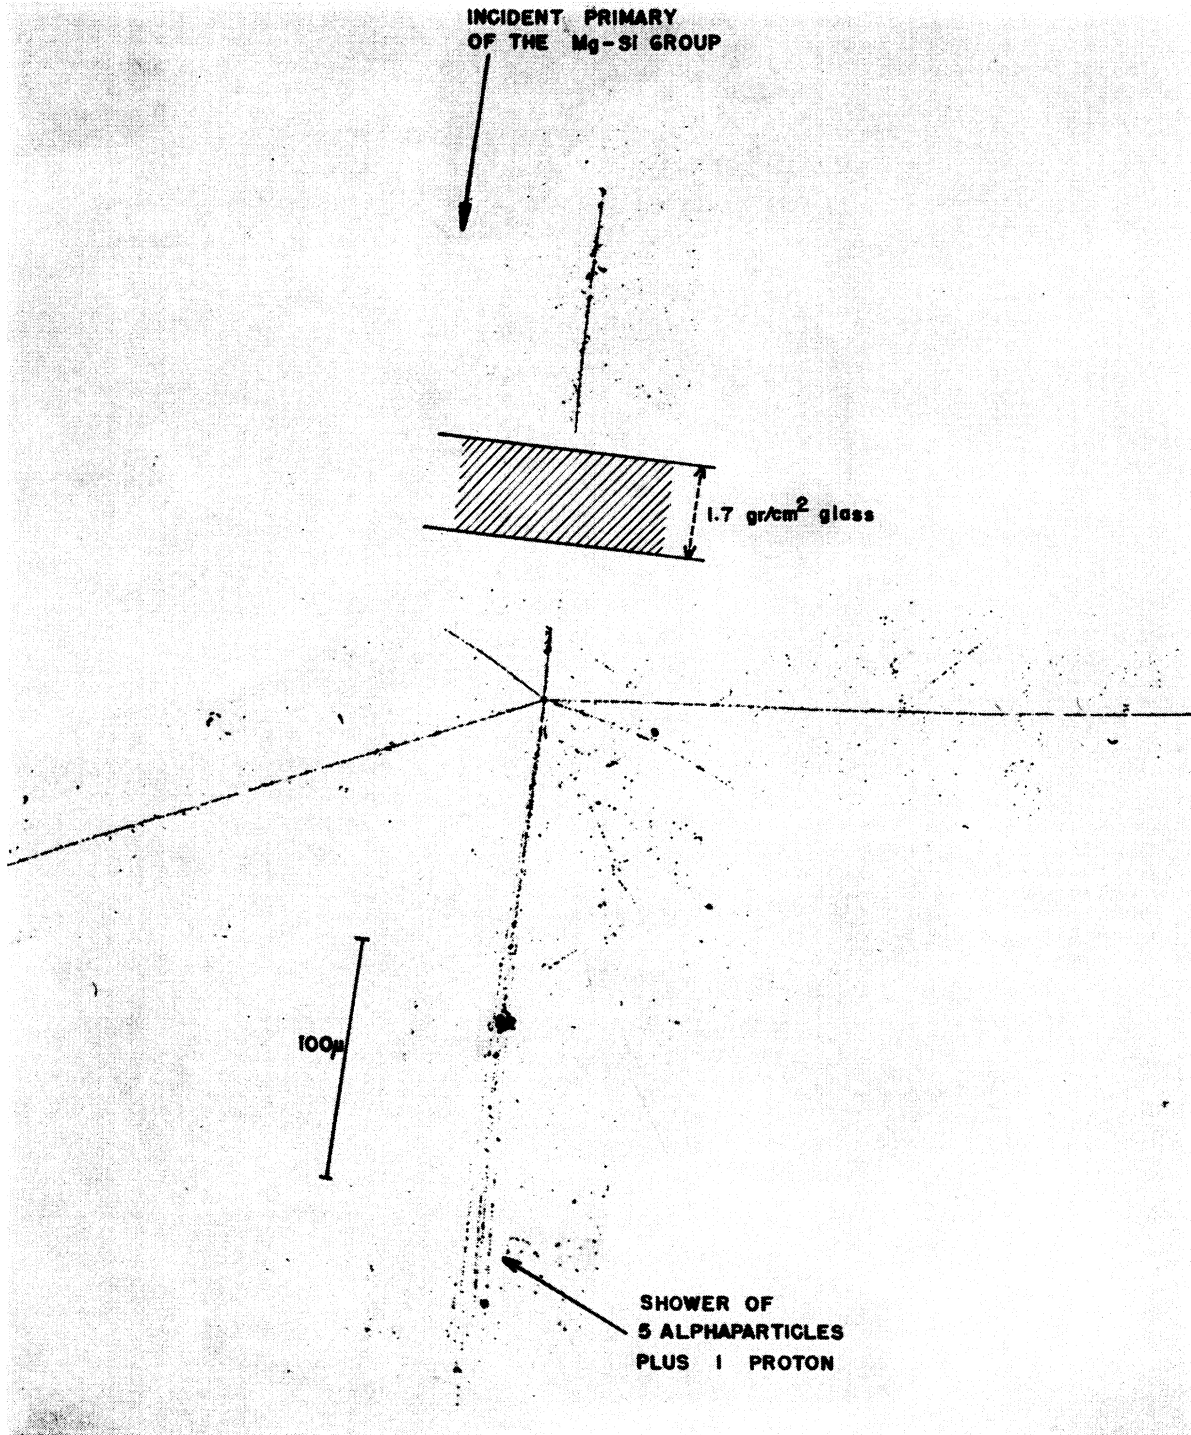 INCIDENT PRIMARY
OF THE Mg-Si GROUP
1.7 gr/cm² glass
100μ
SHOWER OF
5 ALPHAPARTICLES
PLUS 1 PROTON